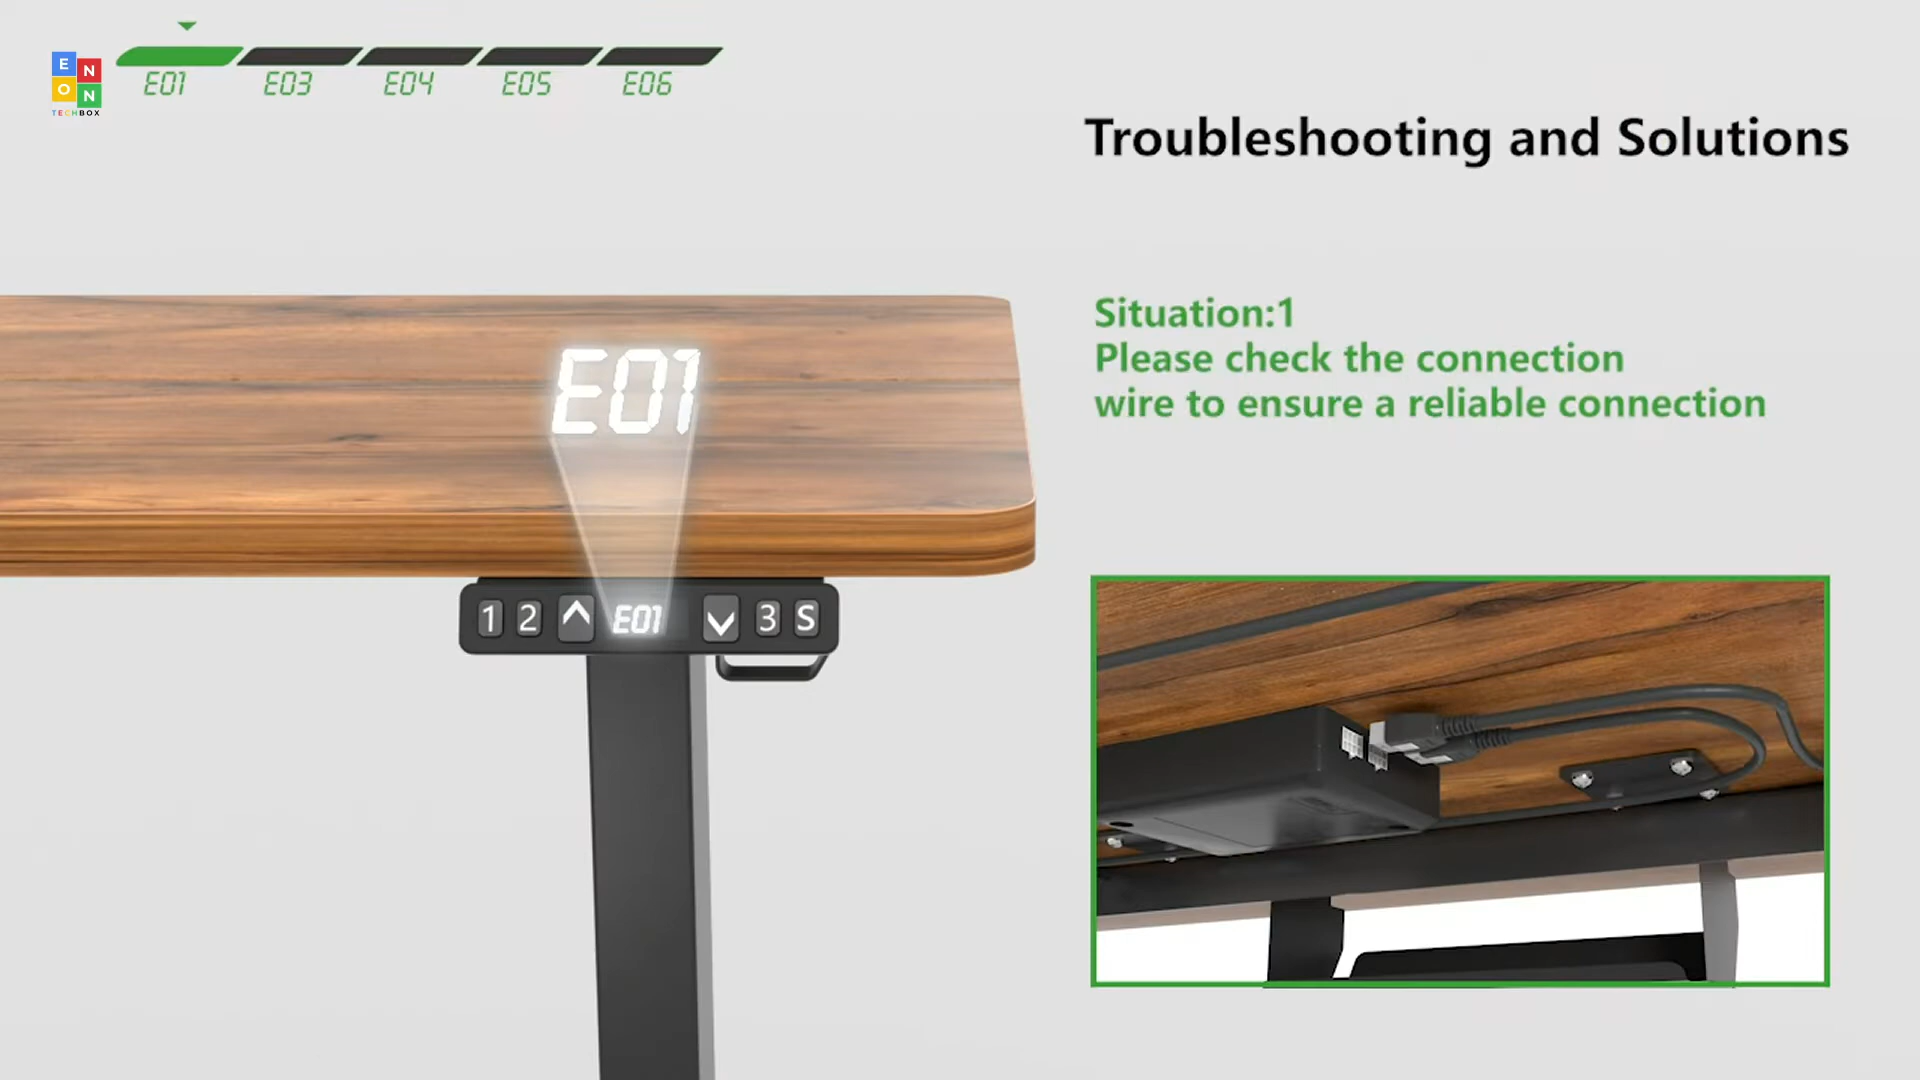 E N
O N
TECHBOX
E01 E03 E04 E05 E06
Troubleshooting and Solutions
Situation:1
Please check the connection
wire to ensure a reliable connection
E01
1 2 E01 3 S